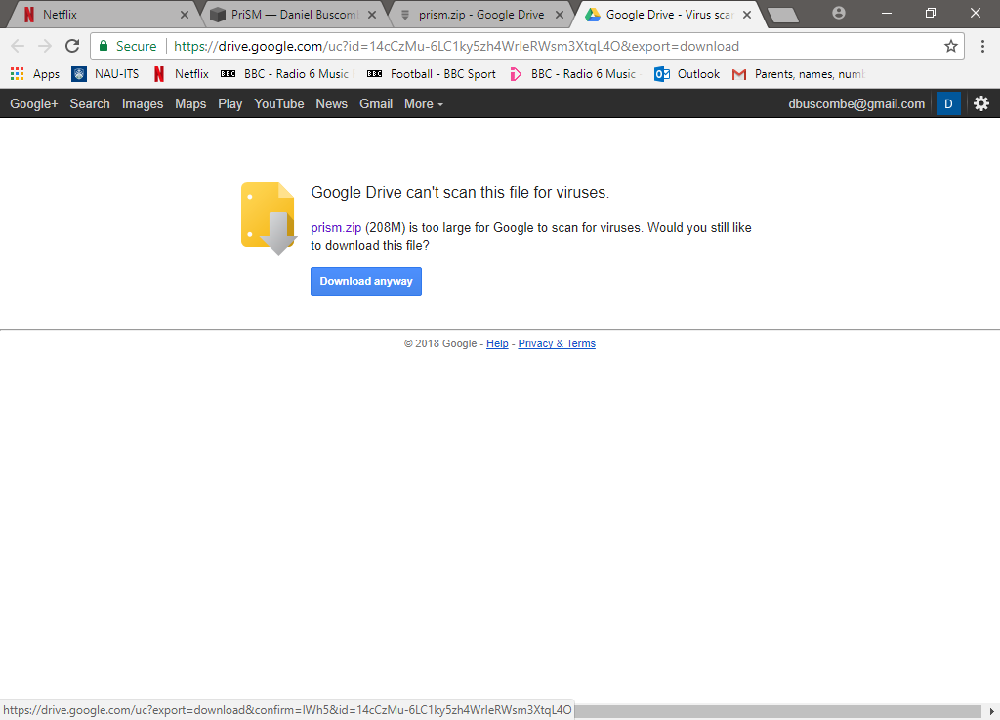 Netflix
PriSM — Daniel Buscom
prism.zip - Google Drive
Google Drive - Virus scan
Secure
https://drive.google.com/uc?id=14cCzMu-6LC1ky5zh4WrleRWsm3XtqL4O&export=download
Apps
NAU-ITS
Netflix
BBC
BBC - Radio 6 Music
BBC
Football - BBC Sport
BBC - Radio 6 Music
Outlook
Parents, names, numb
Google+ Search Images Maps Play YouTube News Gmail More
dbuscombe@gmail.com
D
Google Drive can't scan this file for viruses.
prism.zip (208M) is too large for Google to scan for viruses. Would you still like
to download this file?
Download anyway
© 2018 Google - Help - Privacy & Terms
https://drive.google.com/uc?export=download&confirm=lWh5&id=14cCzMu-6LC1ky5zh4WrleRWsm3XtqL4O